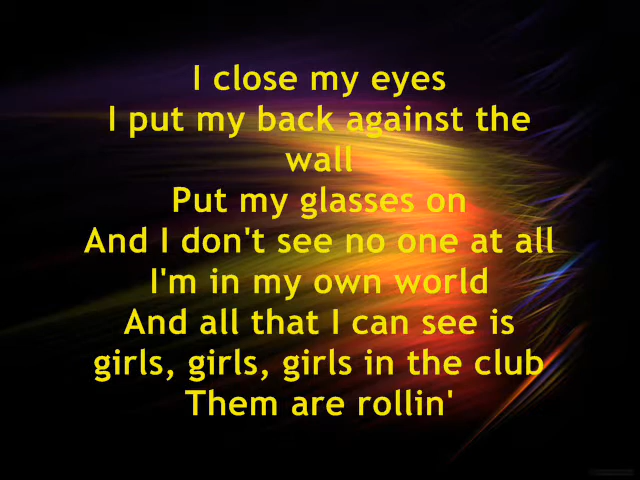 I close my eyes
I put my back against the
wall
Put my glasses on
And I don't see no one at all
I'm in my own world
And all that I can see is
girls, girls, girls in the club
Them are rollin'